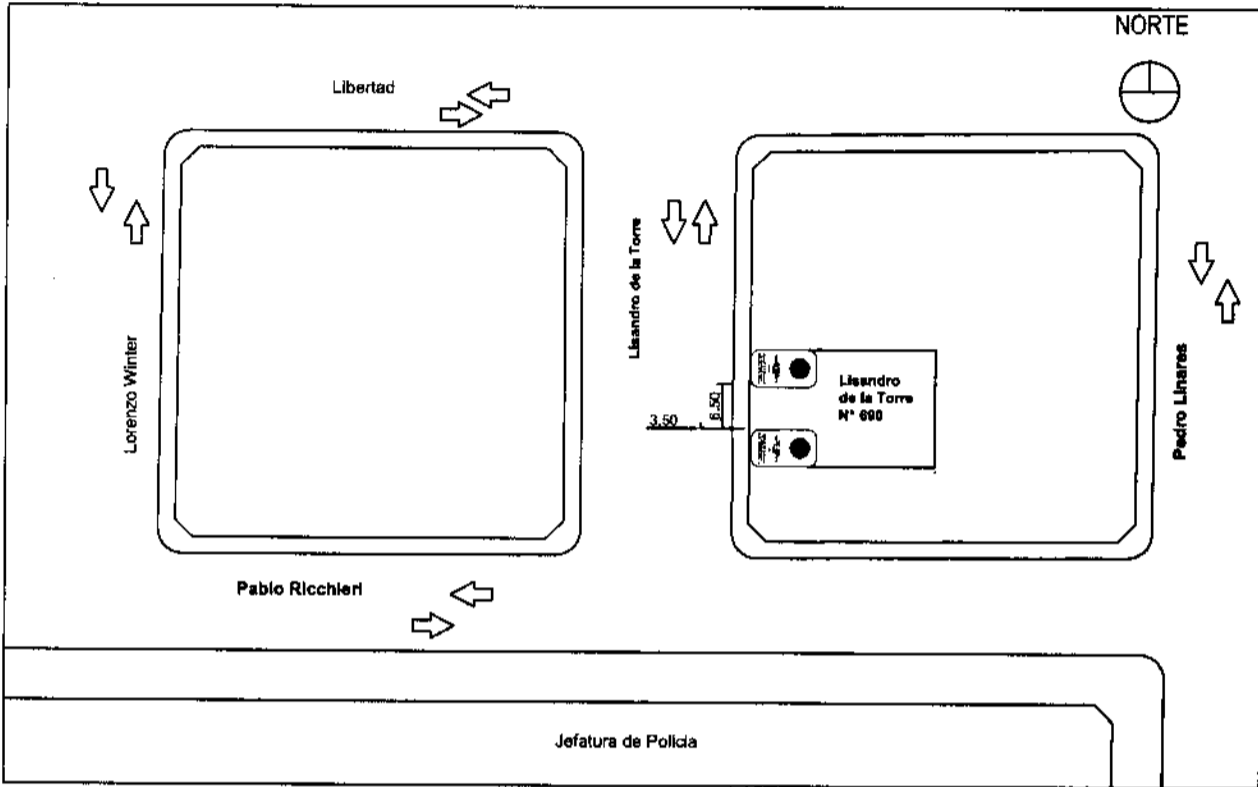 NORTE
Libertad
Lisandro de la Torre
Lorenzo Winter
Lisandro
de la Torre
N° 690
6.50
3.50
Pedro Linares
Pablo Ricchieri
Jefatura de Policia